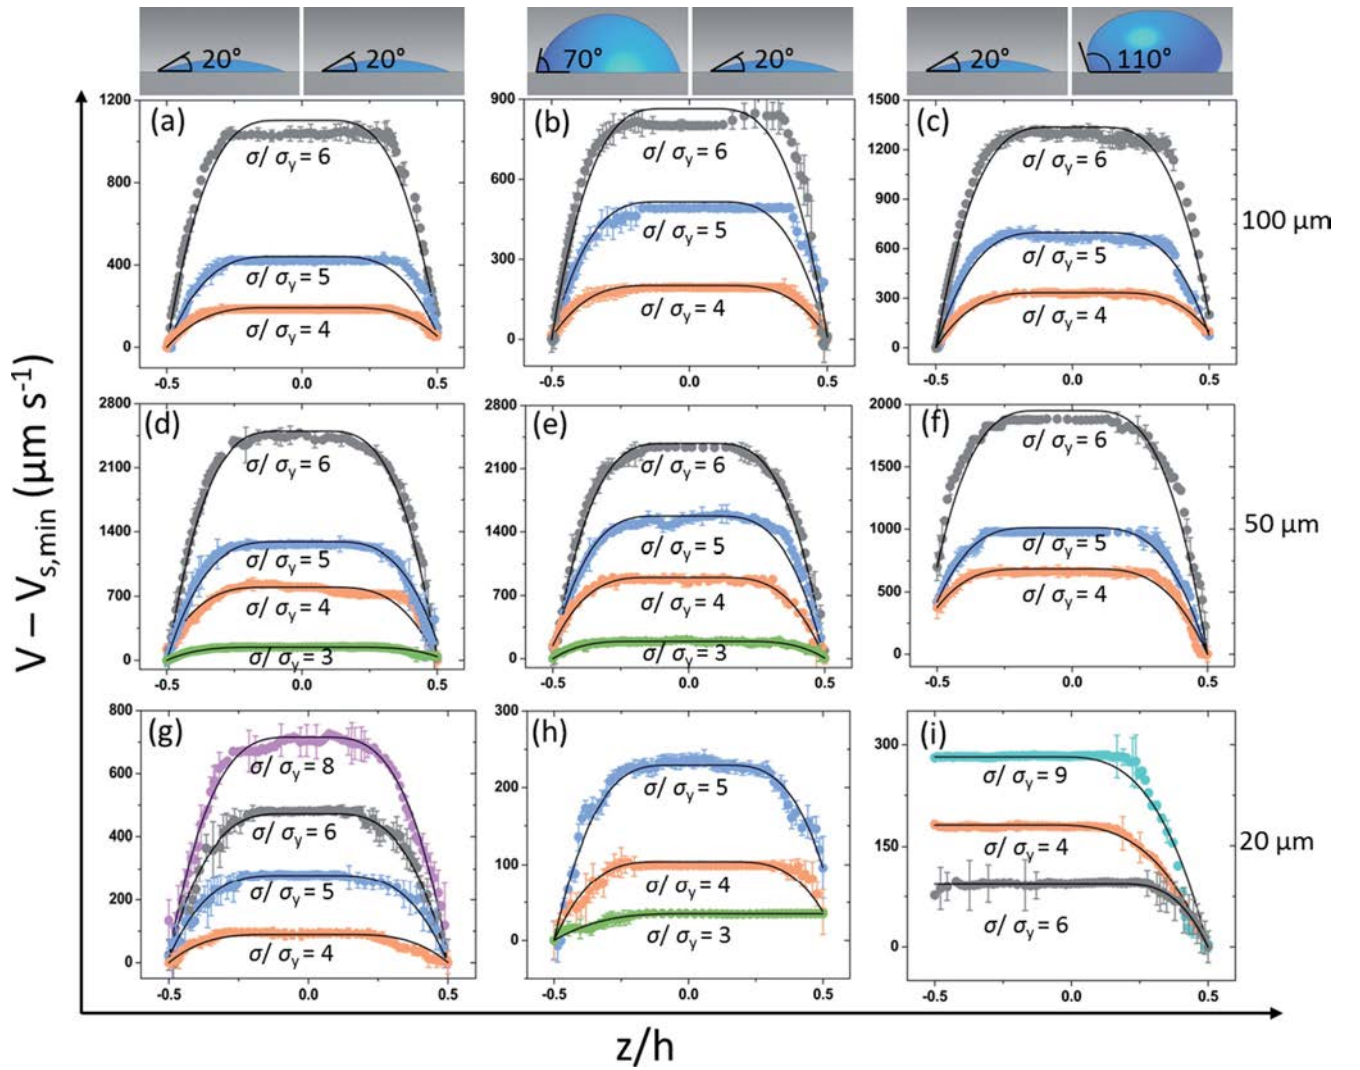 20° 20° 70° 20° 20° 110°
(a)
1200
800
400
0
-0.5 0.0 0.5
σ/ σy = 6
σ/ σy = 5
σ/ σy = 4
(b)
900
600
300
0
-0.5 0.0 0.5
σ/ σy = 6
σ/ σy = 5
σ/ σy = 4
(c)
1500
1200
900
600
300
0
-0.5 0.0 0.5
σ/ σy = 6
σ/ σy = 5
σ/ σy = 4
100 µm
(d)
2800
2100
1400
700
0
-0.5 0.0 0.5
σ/ σy = 6
σ/ σy = 5
σ/ σy = 4
σ/ σy = 3
(e)
2800
2100
1400
700
0
-0.5 0.0 0.5
σ/ σy = 6
σ/ σy = 5
σ/ σy = 4
σ/ σy = 3
(f)
2000
1500
1000
500
0
-0.5 0.0 0.5
σ/ σy = 6
σ/ σy = 5
σ/ σy = 4
50 µm
(g)
800
600
400
200
0
-0.5 0.0 0.5
σ/ σy = 8
σ/ σy = 6
σ/ σy = 5
σ/ σy = 4
(h)
300
200
100
0
-0.5 0.0 0.5
σ/ σy = 5
σ/ σy = 4
σ/ σy = 3
(i)
300
150
0
-0.5 0.0 0.5
σ/ σy = 9
σ/ σy = 4
σ/ σy = 6
20 µm
V – Vs,min (µm s-1)
z/h